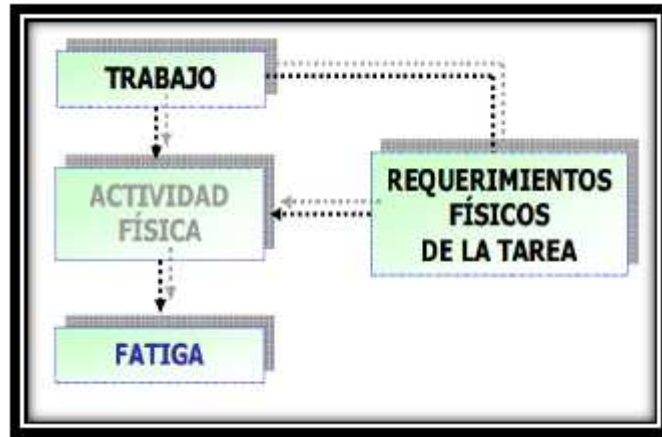 TRABAJO
ACTIVIDAD
FÍSICA
REQUERIMIENTOS
FÍSICOS
DE LA TAREA
FATIGA